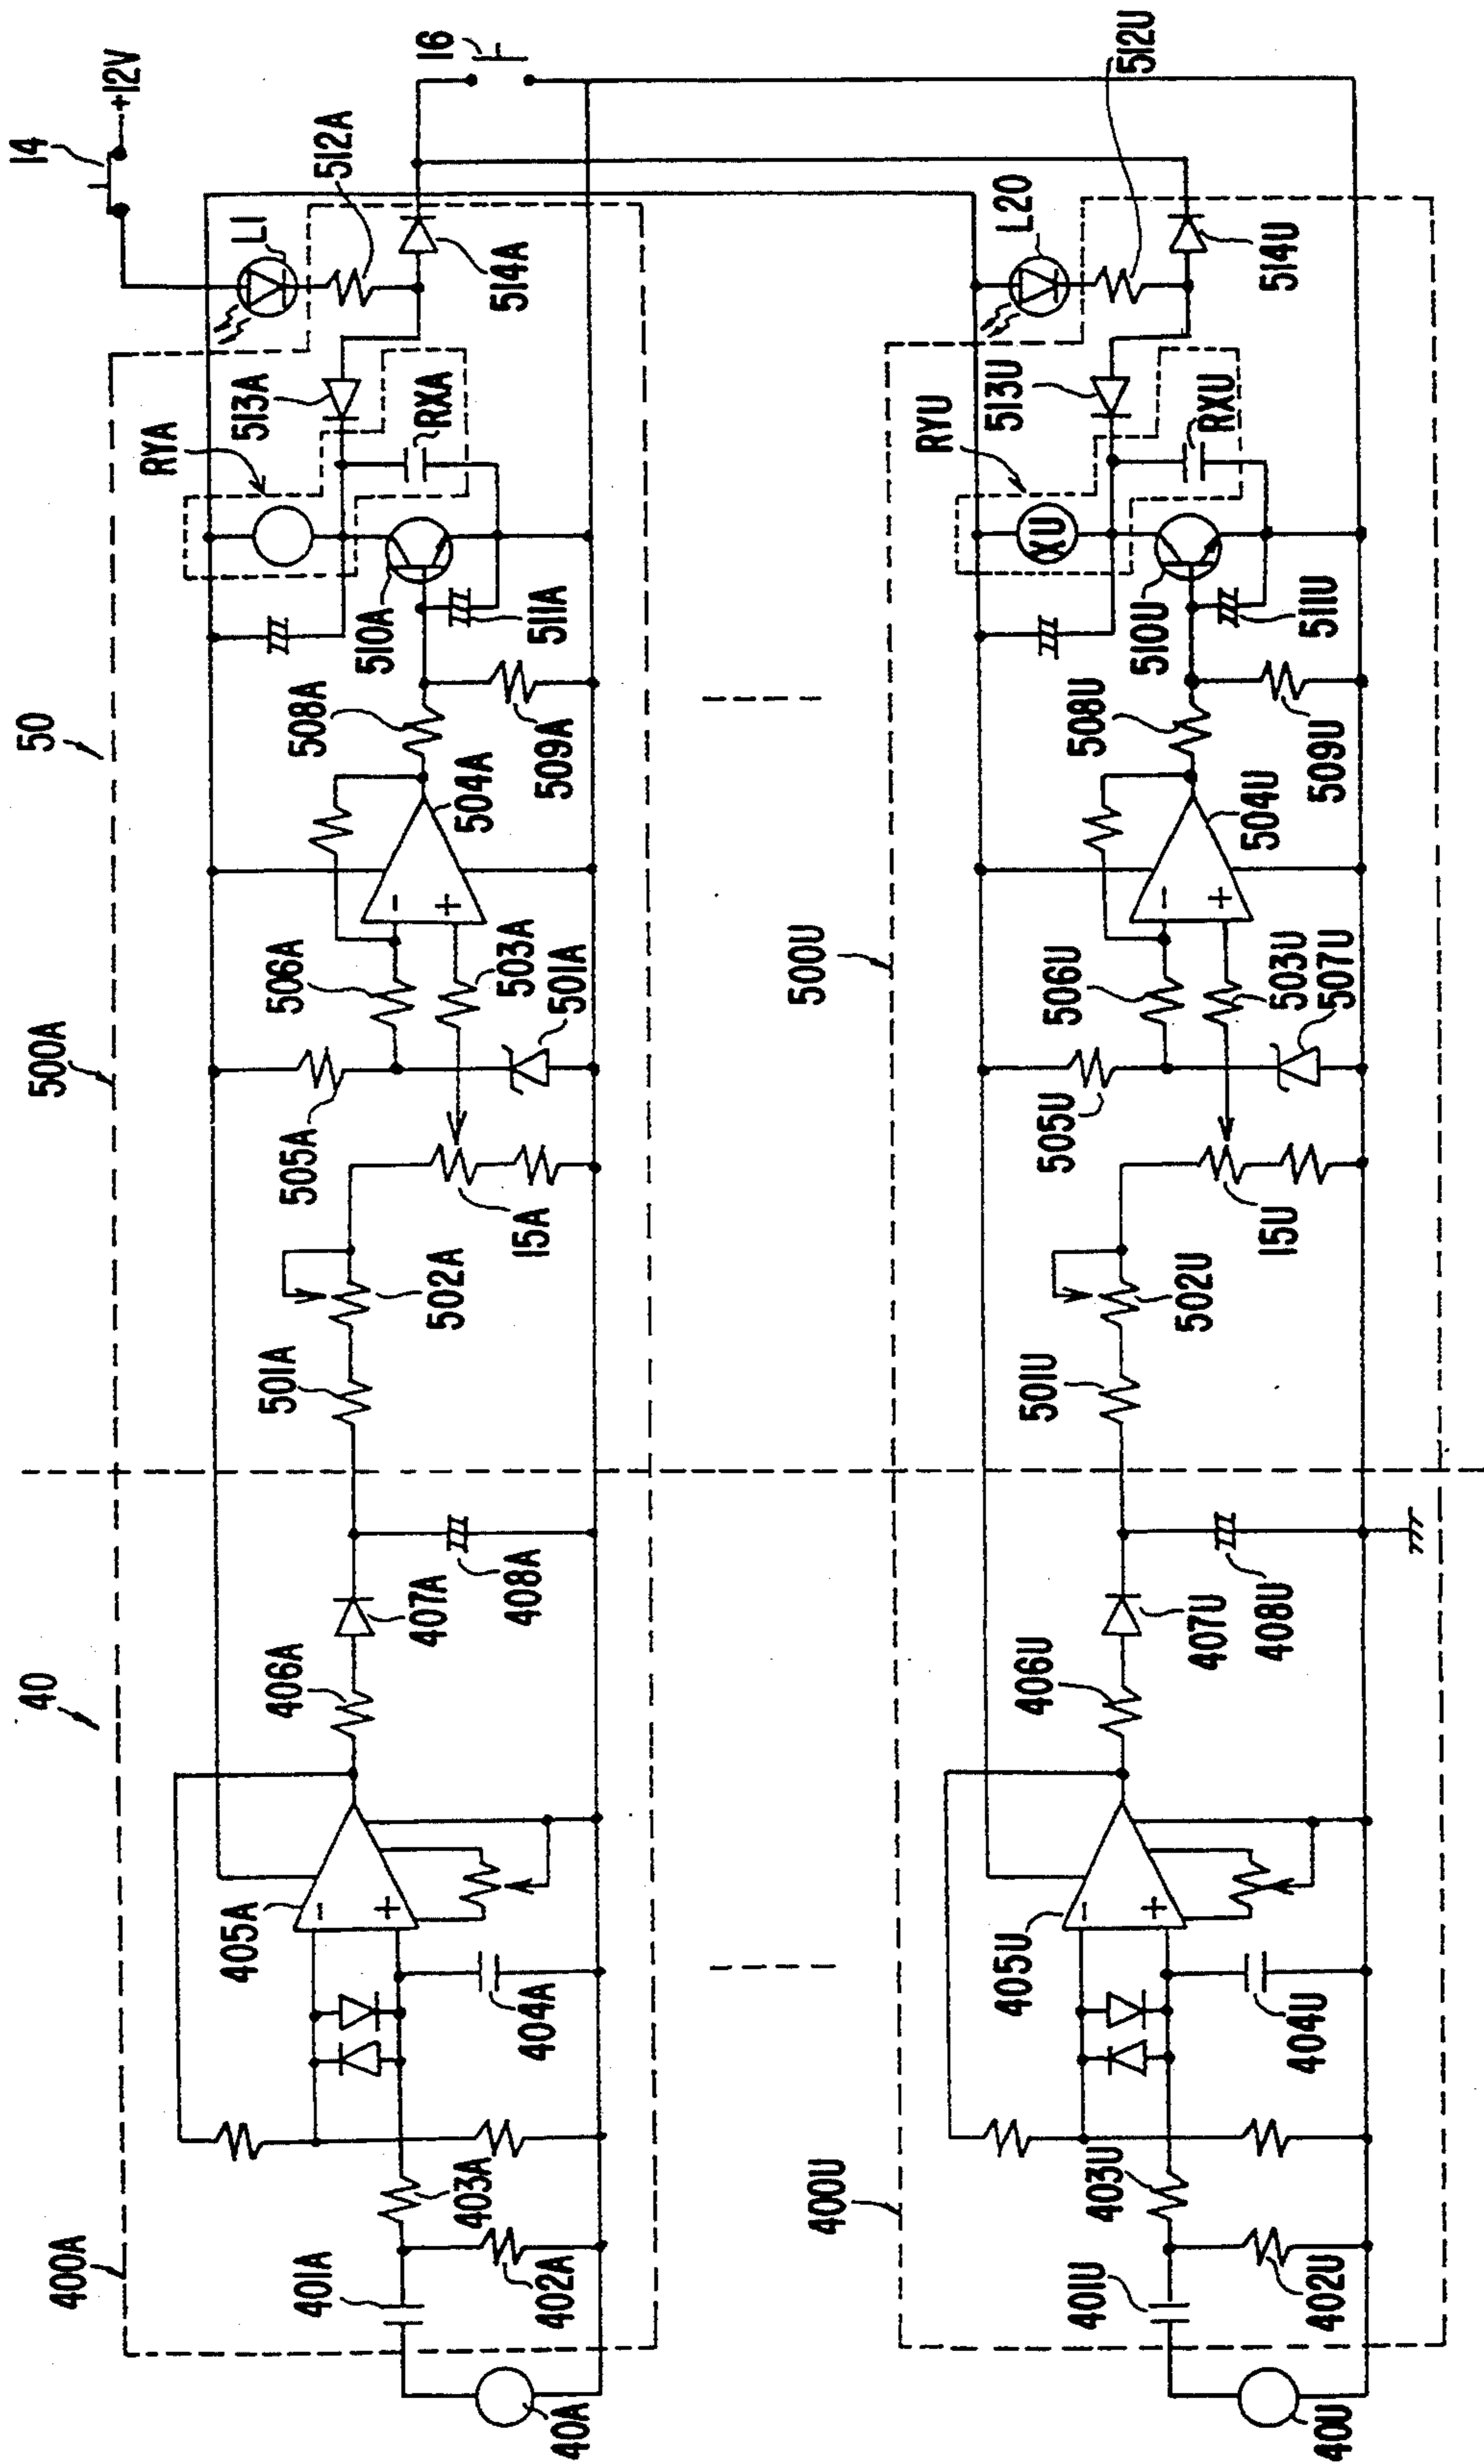 14
+12V
16
50
L1
512A
512U
RYA
513A
RXA
514A
510A
511A
508A
509A
504A
500A
506A
503A
501A
505A
15A
502A
501A
40
406A
407A
408A
405A
404A
400A
401A
403A
402A
40A
-
+
-
+
L20
RYU
513U
RXU
514U
XU
510U
511U
508U
509U
504U
500U
506U
503U
507U
505U
15U
502U
501U
406U
407U
408U
405U
404U
400U
401U
403U
402U
40U
-
+
-
+